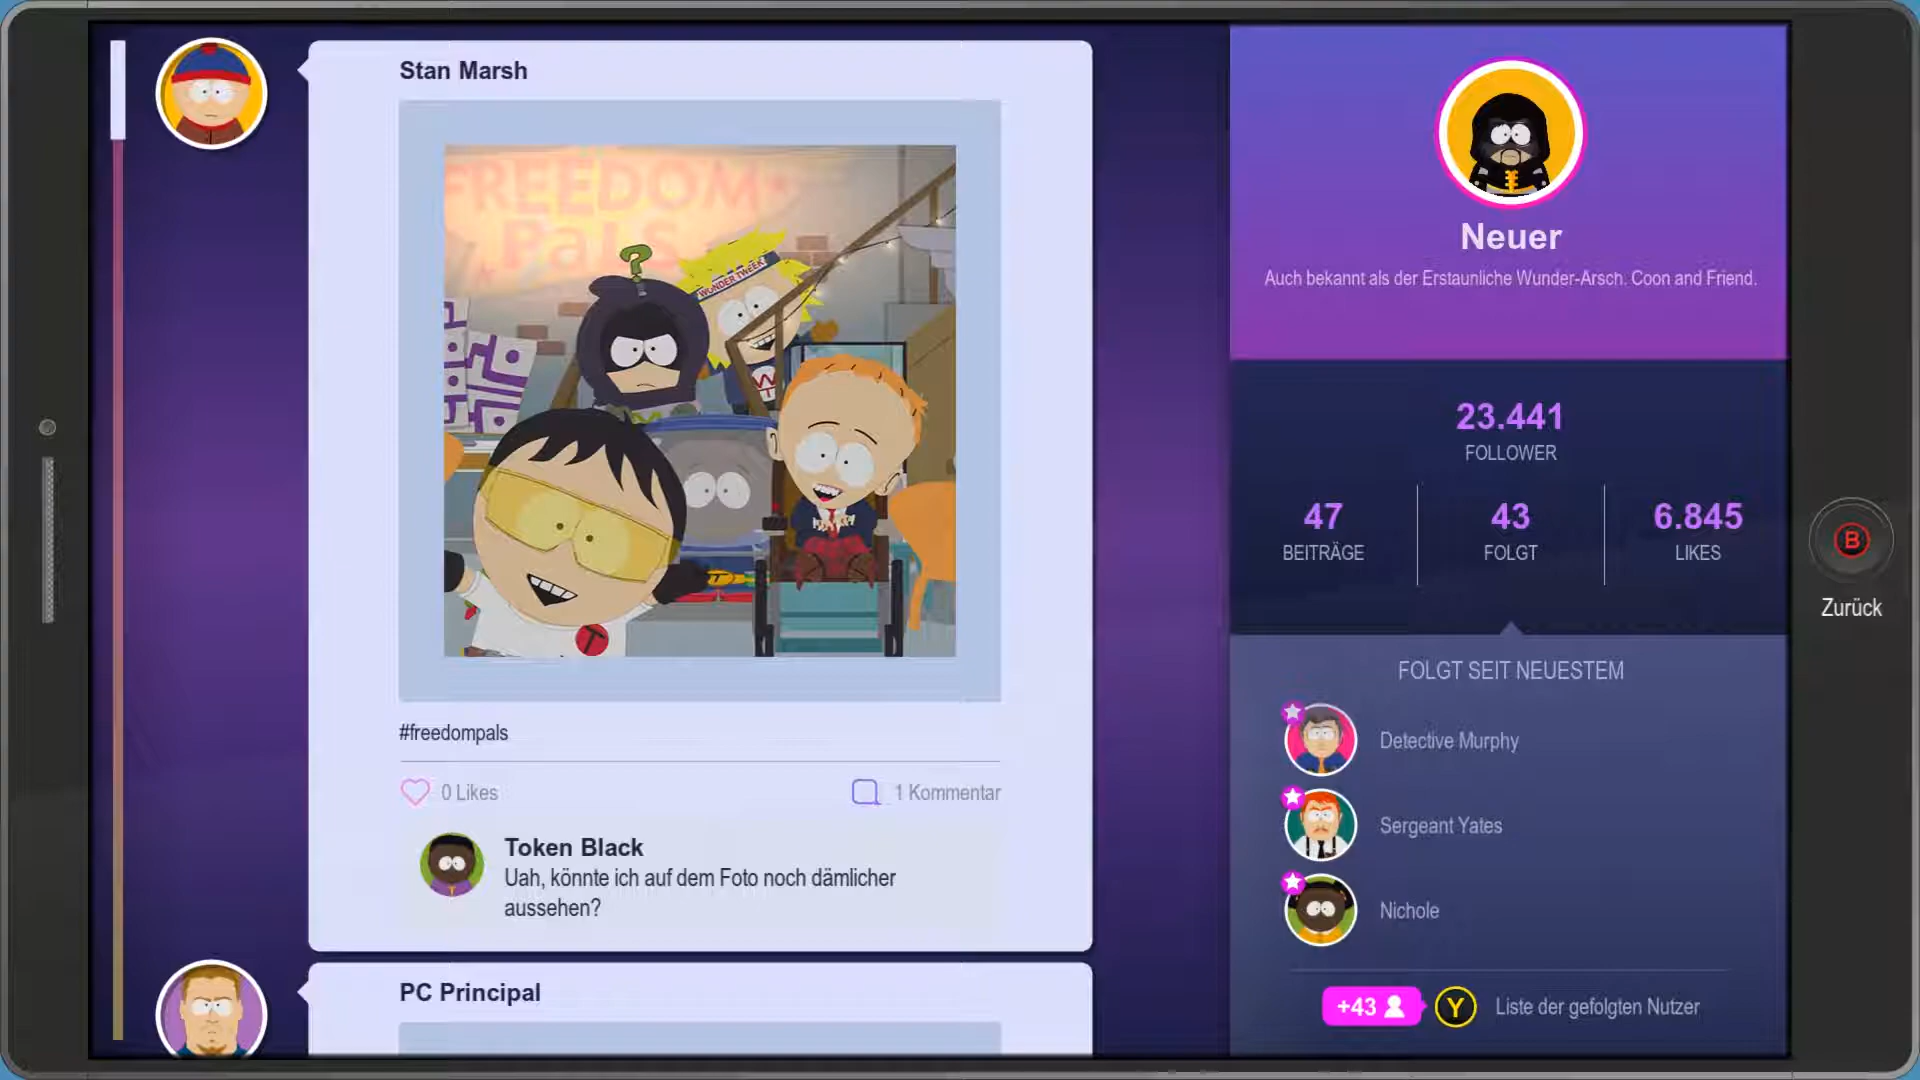 Stan Marsh
FREEDOM
PaLS
?
WONDER TWEEK
W
T
T
#freedompals
0 Likes
1 Kommentar
Token Black
Uah, könnte ich auf dem Foto noch dämlicher
aussehen?
PC Principal
Neuer
Auch bekannt als der Erstaunliche Wunder-Arsch. Coon and Friend.
23.441
FOLLOWER
47
BEITRÄGE
43
FOLGT
6.845
LIKES
FOLGT SEIT NEUESTEM
Detective Murphy
Sergeant Yates
Nichole
+43
Y
Liste der gefolgten Nutzer
B
Zurück